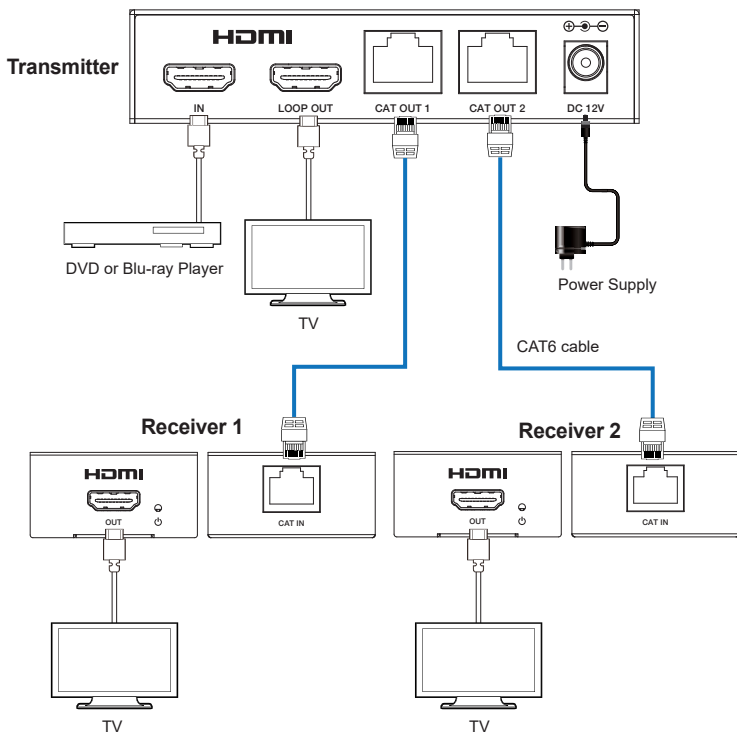 HDMI
Transmitter
IN
LOOP OUT
CAT OUT 1
CAT OUT 2
DC 12V
DVD or Blu-ray Player
TV
Power Supply
CAT6 cable
Receiver 1
Receiver 2
HDMI
OUT
CAT IN
HDMI
OUT
CAT IN
TV
TV